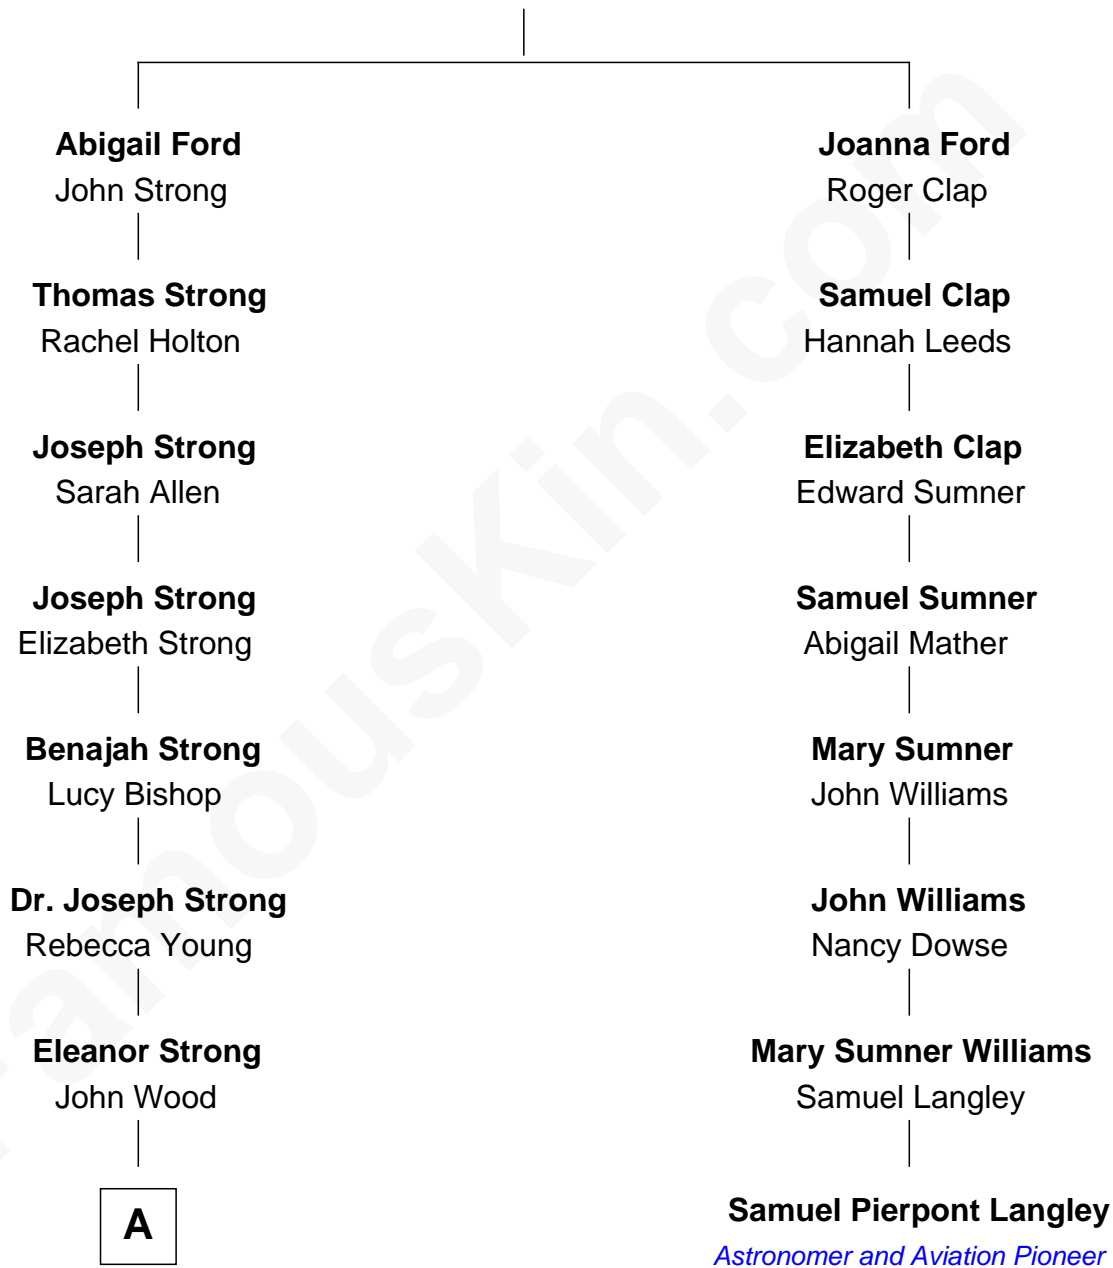 Abigail Ford
John Strong
Joanna Ford
Roger Clap
Thomas Strong
Rachel Holton
Samuel Clap
Hannah Leeds
Joseph Strong
Sarah Allen
Elizabeth Clap
Edward Sumner
Joseph Strong
Elizabeth Strong
Samuel Sumner
Abigail Mather
Benajah Strong
Lucy Bishop
Mary Sumner
John Williams
Dr. Joseph Strong
Rebecca Young
John Williams
Nancy Dowse
Eleanor Strong
John Wood
Mary Sumner Williams
Samuel Langley
A
Samuel Pierpont Langley
Astronomer and Aviation Pioneer
FamousKin.com